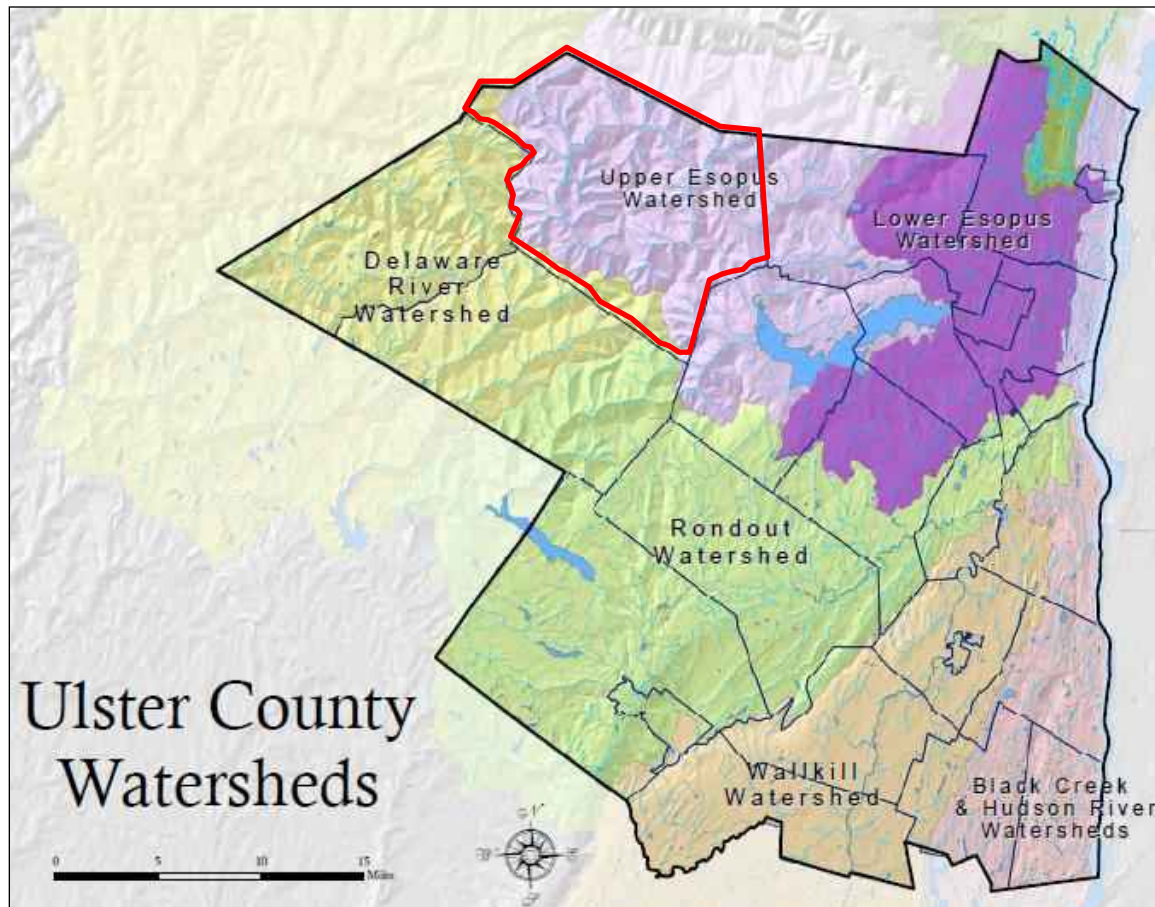 Upper Esopus
Watershed
Lower Esopus
Watershed
Delaware
River
Watershed
Rondout
Watershed
Ulster County
Watersheds
Wallkill
Watershed
Black Creek
& Hudson River
Watersheds
0 5 10 15
Miles
N